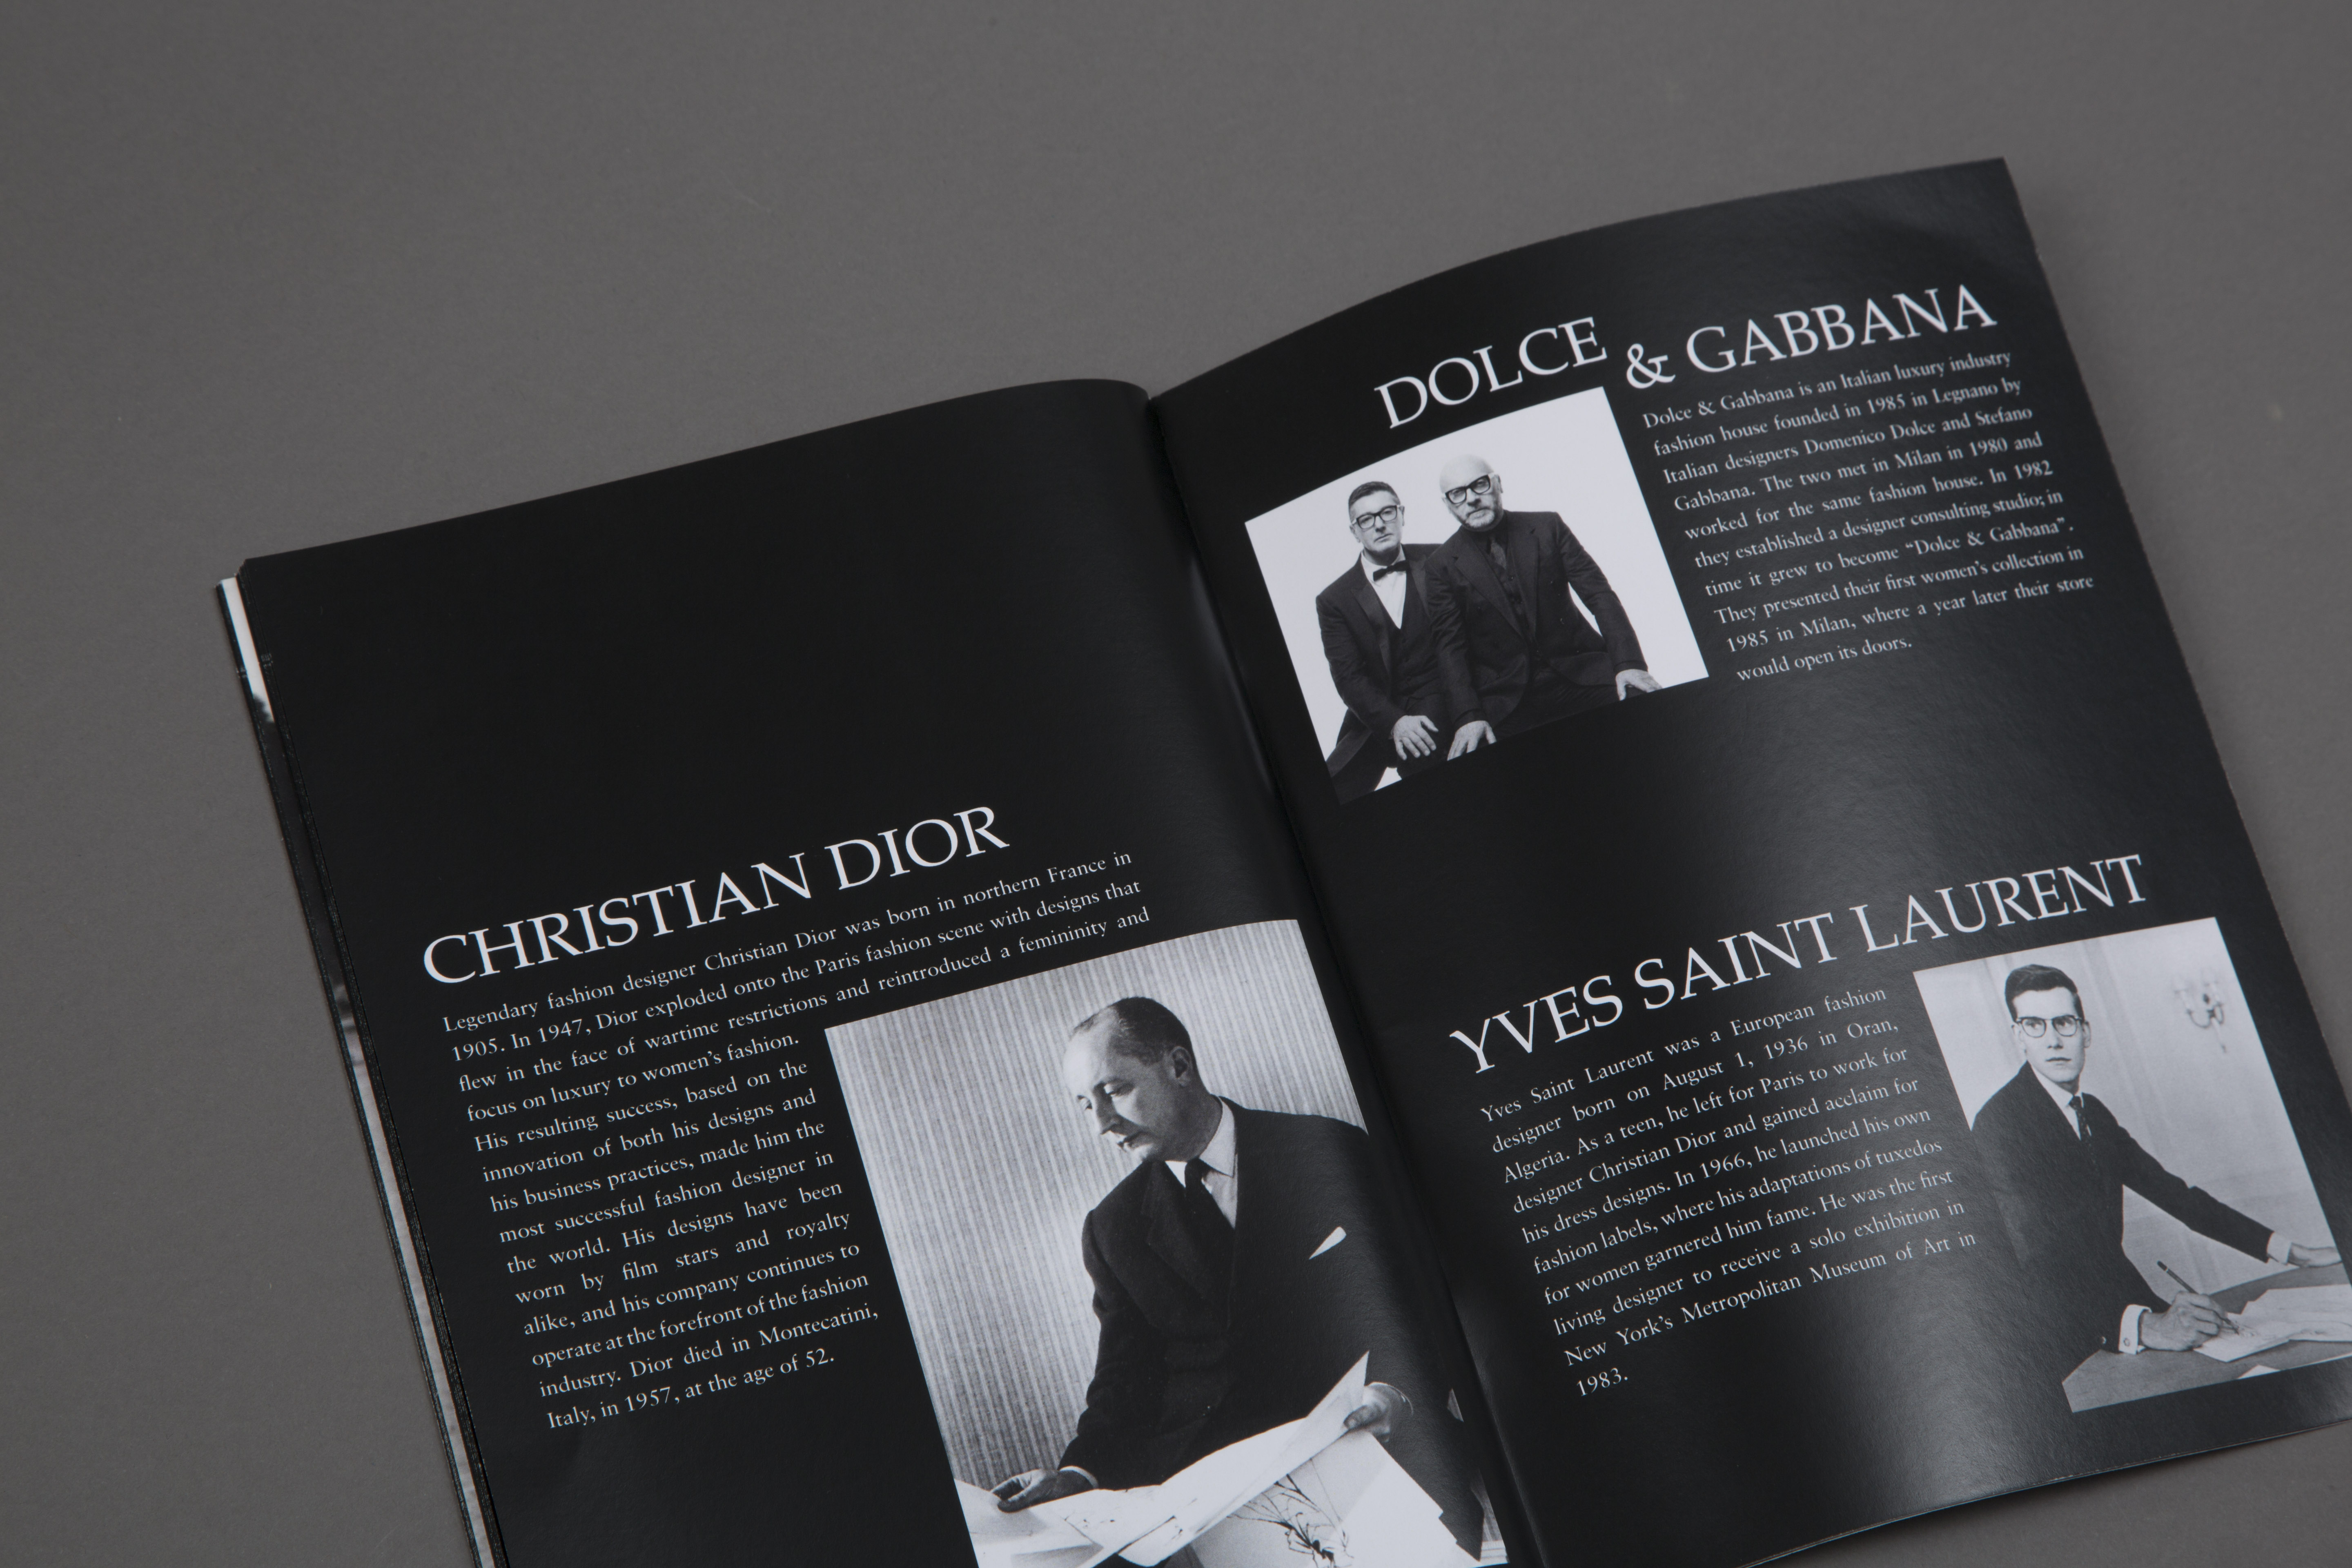 CHRISTIAN DIOR
Legendary fashion designer Christian Dior was born in northern France in
1905. In 1947, Dior exploded onto the Paris fashion scene with designs that
flew in the face of wartime restrictions and reintroduced a femininity and
focus on luxury to women's fashion.
His resulting success, based on the
innovation of both his designs and
his business practices, made him the
most successful fashion designer in
the world. His designs have been
worn by film stars and royalty
alike, and his company continues to
operate at the forefront of the fashion
industry. Dior died in Montecatini,
Italy, in 1957, at the age of 52.
DOLCE & GABBANA
Dolce & Gabbana is an Italian luxury industry
fashion house founded in 1985 in Legnano by
Italian designers Domenico Dolce and Stefano
Gabbana. The two met in Milan in 1980 and
worked for the same fashion house. In 1982
they established a designer consulting studio; in
time it grew to become “Dolce & Gabbana”.
They presented their first women's collection in
1985 in Milan, where a year later their store
would open its doors.
YVES SAINT LAURENT
Yves Saint Laurent was a European fashion
designer born on August 1, 1936 in Oran,
Algeria. As a teen, he left for Paris to work for
designer Christian Dior and gained acclaim for
his dress designs. In 1966, he launched his own
fashion labels, where his adaptations of tuxedos
for women garnered him fame. He was the first
living designer to receive a solo exhibition in
New York's Metropolitan Museum of Art in
1983.